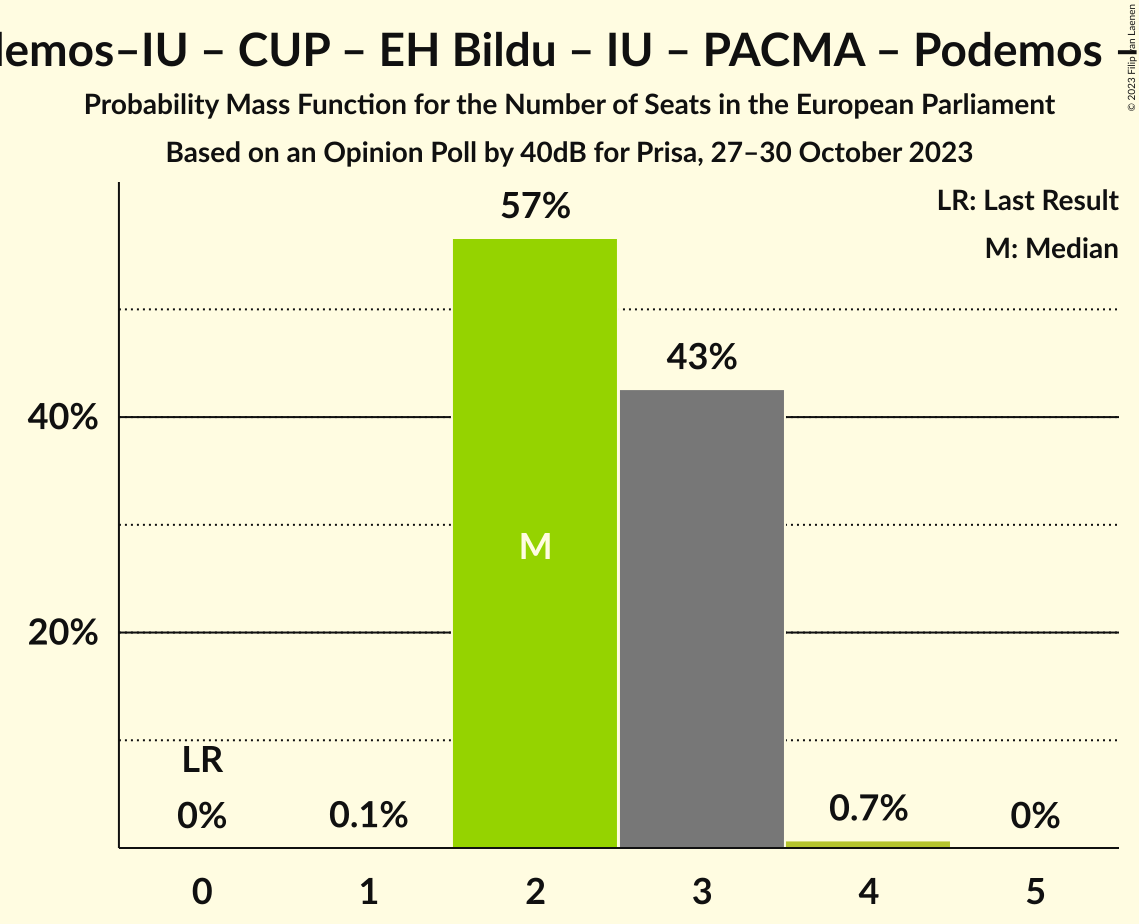 –IU – CUP – EH Bildu – IU – PACMA – Podemos –
Probability Mass Function for the Number of Seats in the European Parliament
Based on an Opinion Poll by 40dB for Prisa, 27–30 October 2023
© 2023 Filip van Laenen
LR: Last Result
M: Median
57%
43%
40%
M
20%
LR
0%
0.1%
0.7%
0%
0
1
2
3
4
5